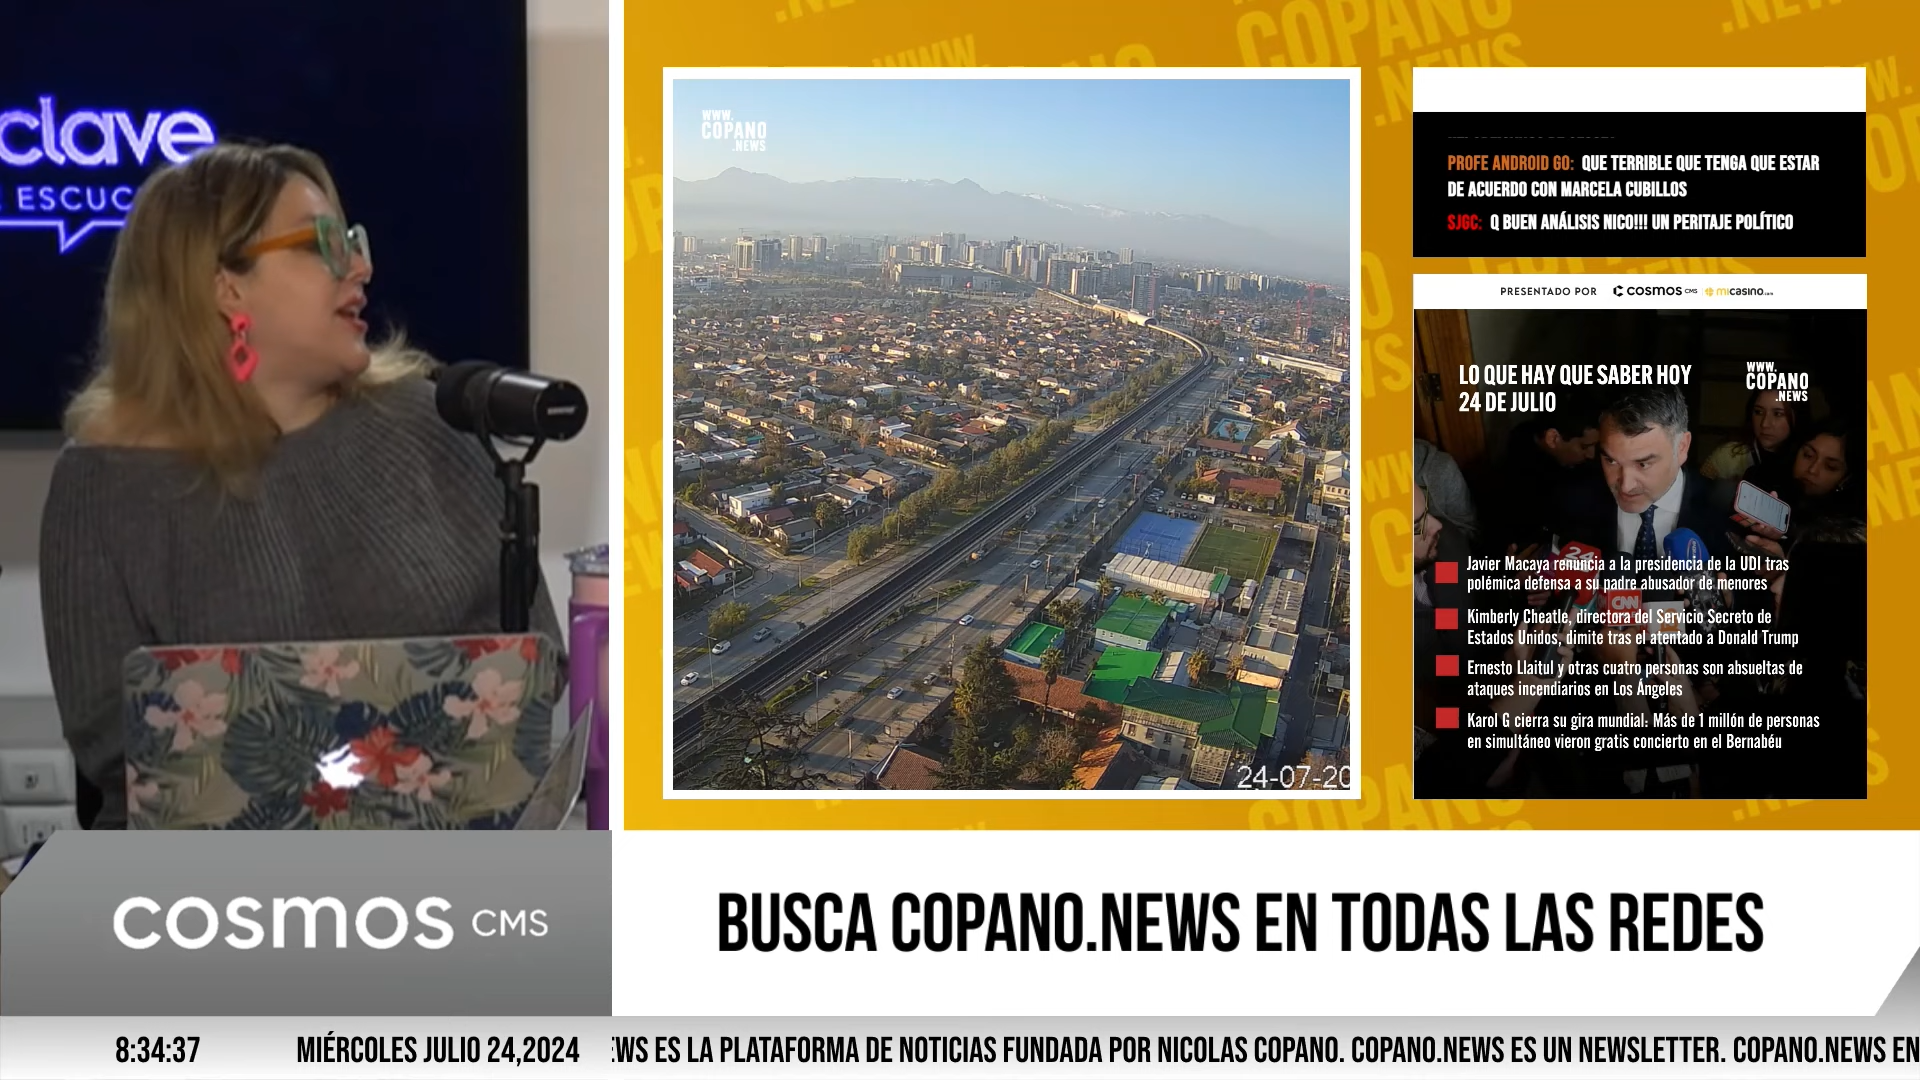 clave
ESCUC
WWW.
COPANO
.NEWS
24-07-20
PROFE ANDROID GO: QUE TERRIBLE QUE TENGA QUE ESTAR
DE ACUERDO CON MARCELA CUBILLOS
SJGC: Q BUEN ANÁLISIS NICO!!! UN PERITAJE POLÍTICO
PRESENTADO POR COSMOS CMS micasino.com
LO QUE HAY QUE SABER HOY
24 DE JULIO
WWW.
COPANO
.NEWS
Javier Macaya renuncia a la presidencia de la UDI tras
polémica defensa a su padre abusador de menores
Kimberly Cheatle, directora del Servicio Secreto de
Estados Unidos, dimite tras el atentado a Donald Trump
Ernesto Llaitul y otras cuatro personas son absueltas de
ataques incendiarios en Los Ángeles
Karol G cierra su gira mundial: Más de 1 millón de personas
en simultáneo vieron gratis concierto en el Bernabéu
24
CNN
cosmos CMS
BUSCA COPANO.NEWS EN TODAS LAS REDES
8:34:37
MIÉRCOLES JULIO 24,2024
EWS ES LA PLATAFORMA DE NOTICIAS FUNDADA POR NICOLAS COPANO. COPANO.NEWS ES UN NEWSLETTER. COPANO.NEWS EN